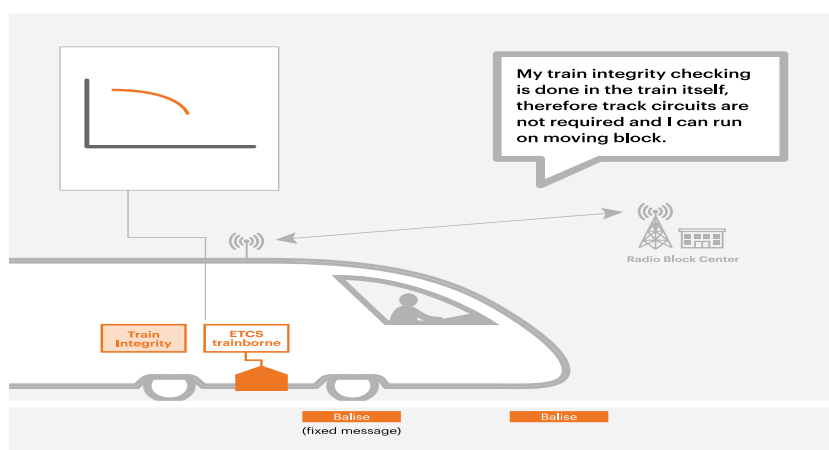 My train integrity checking
is done in the train itself,
therefore track circuits are
not required and I can run
on moving block.
Radio Block Center
Train
Integrity
ETCS
trainborne
Balise
(fixed message)
Balise